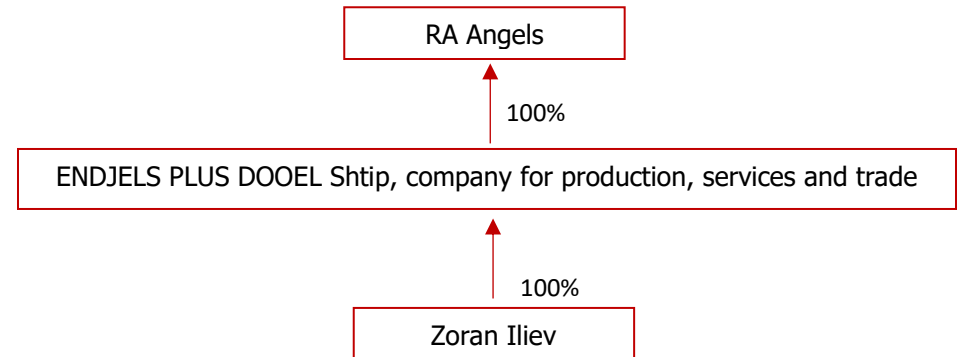 RA Angels
100%
ENDJELS PLUS DOOEL Shtip, company for production, services and trade
100%
Zoran Iliev